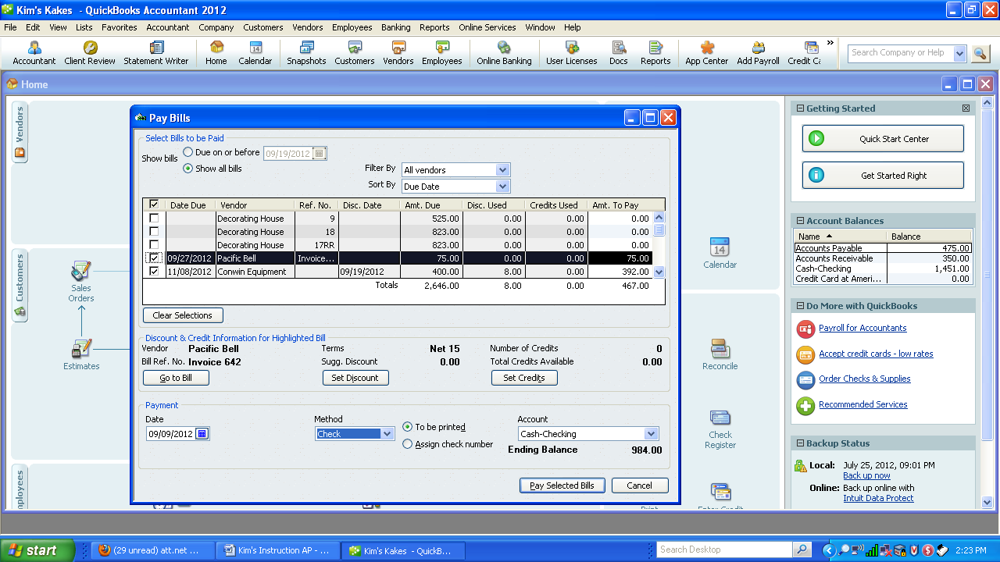 Kim's Kakes - QuickBooks Accountant 2012
File Edit View Lists Favorites Accountant Company Customers Vendors Employees Banking Reports Online Services Window Help
Accountant Client Review Statement Writer Home Calendar Snapshots Customers Vendors Employees Online Banking User Licenses Docs Reports App Center Add Payroll Credit Ca
Search Company or Help
Home
Vendors
Customers
Employees
Sales Orders
Estimates
Pay Bills
Select Bills to be Paid
Show bills
Due on or before 09/19/2012
Show all bills
Filter By All vendors
Sort By Due Date
Date Due Vendor Ref. No. Disc. Date Amt. Due Disc. Used Credits Used Amt. To Pay
Decorating House 9 525.00 0.00 0.00 0.00
Decorating House 18 823.00 0.00 0.00 0.00
Decorating House 17RR 823.00 0.00 0.00 0.00
09/27/2012 Pacific Bell Invoice... 75.00 0.00 0.00 75.00
11/08/2012 Conwin Equipment 09/19/2012 400.00 8.00 0.00 392.00
Totals 2,646.00 8.00 0.00 467.00
Clear Selections
Discount & Credit Information for Highlighted Bill
Vendor Pacific Bell Terms Net 15 Number of Credits 0
Bill Ref. No. Invoice 642 Sugg. Discount 0.00 Total Credits Available 0.00
Go to Bill Set Discount Set Credits
Payment
Date Method Account
09/09/2012 Check To be printed Cash-Checking
Assign check number
Ending Balance 984.00
Pay Selected Bills Cancel
14
Calendar
Reconcile
Check Register
Enter Credit
Getting Started
Quick Start Center
Get Started Right
Account Balances
Name Balance
Accounts Payable 475.00
Accounts Receivable 350.00
Cash-Checking 1,451.00
Credit Card at Ameri... 0.00
Do More with QuickBooks
Payroll for Accountants
Accept credit cards - low rates
Order Checks & Supplies
Recommended Services
Backup Status
Local: July 25, 2012, 09:01 PM
Back up now
Online: Back up online with
Intuit Data Protect
start (29 unread) att.net ... Kim's Instruction AP - ... Kim's Kakes - QuickB... Search Desktop 2:23 PM